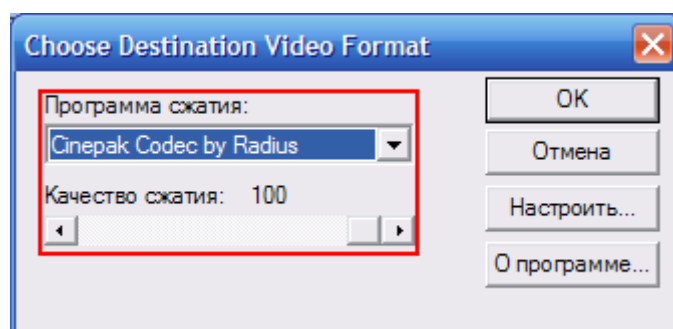 Choose Destination Video Format
Программа сжатия:
Cinepak Codec by Radius
Качество сжатия: 100
OK
Отмена
Настроить...
О программе...